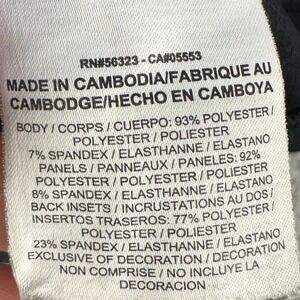 RN#56323 - CA#05553
MADE IN CAMBODIA/FABRIQUE AU
CAMBODGE/HECHO EN CAMBOYA
BODY / CORPS / CUERPO: 93% POLYESTER /
POLYESTER / POLIESTER
7% SPANDEX / ELASTHANNE / ELASTANO
PANELS / PANNEAUX / PANELES: 92%
POLYESTER / POLYESTER / POLIESTER
8% SPANDEX / ELASTHANNE / ELASTANO
BACK INSETS / INCRUSTATIONS AU DOS /
INSERTOS TRASEROS: 77% POLYESTER /
POLYESTER / POLIESTER
23% SPANDEX / ELASTHANNE / ELASTANO
EXCLUSIVE OF DECORATION / DECORATION
NON COMPRISE / NO INCLUYE LA
DECORACION